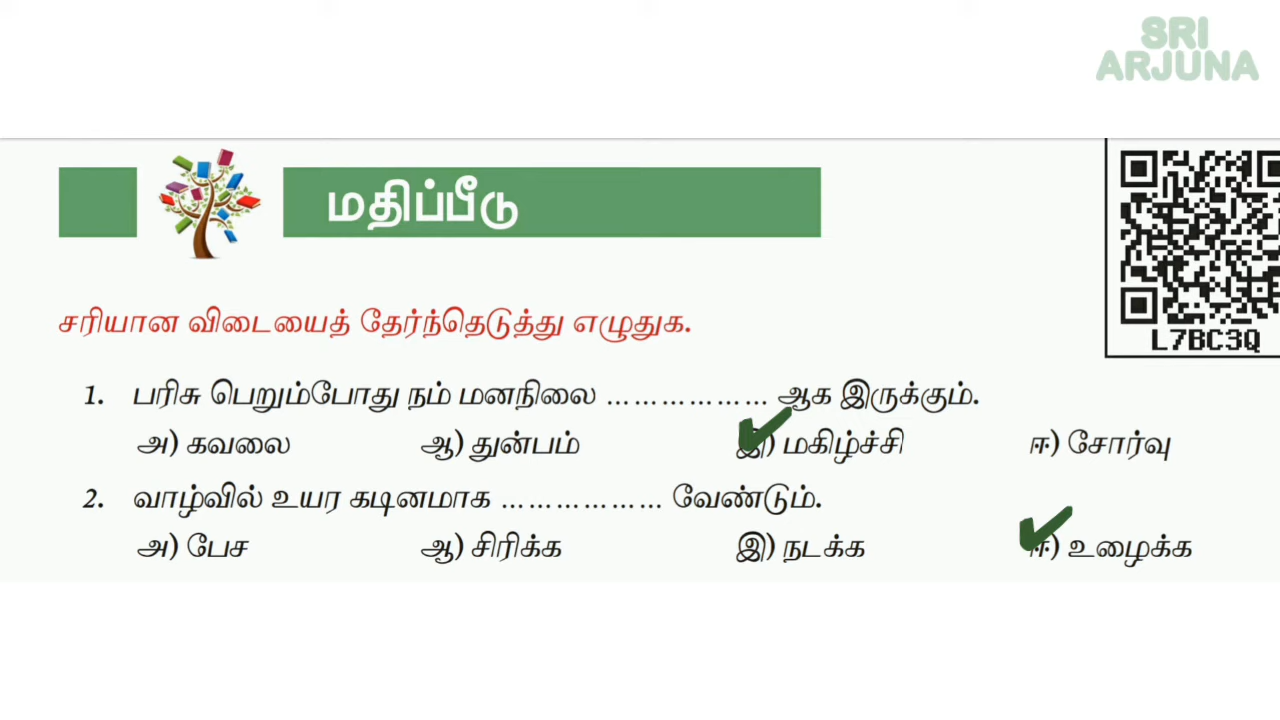 SRI
ARJUNA
மதிப்பீடு
L7BC3Q
சரியான விடையைத் தேர்ந்தெடுத்து எழுதுக.
1. பரிசு பெறும்போது நம் மனநிலை ……………… ஆக இருக்கும்.
அ) கவலை ஆ) துன்பம் இ) மகிழ்ச்சி ஈ) சோர்வு
2. வாழ்வில் உயர கடினமாக ……………… வேண்டும்.
அ) பேச ஆ) சிரிக்க இ) நடக்க ஈ) உழைக்க